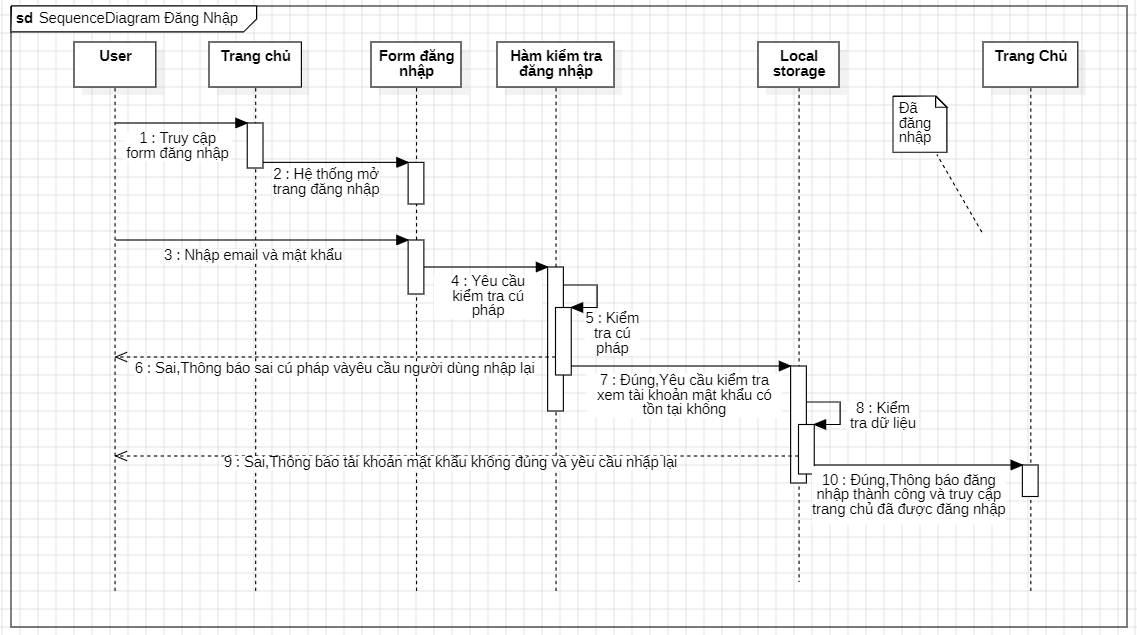 sd SequenceDiagram Đăng Nhập
User
Trang chủ
Form đăng
nhập
Hàm kiểm tra
đăng nhập
Local
storage
Trang Chủ
Đã
đăng
nhập
1 : Truy cập
form đăng nhập
2 : Hệ thống mở
trang đăng nhập
3 : Nhập email và mật khẩu
4 : Yêu cầu
kiểm tra cú
pháp
5 : Kiểm
tra cú
pháp
6 : Sai,Thông báo sai cú pháp vàyêu cầu người dùng nhập lại
7 : Đúng,Yêu cầu kiểm tra
xem tài khoản mật khẩu có
tồn tại không
8 : Kiểm
tra dữ liệu
9 : Sai,Thông báo tài khoản mật khẩu không đúng và yêu cầu nhập lại
10 : Đúng,Thông báo đăng
nhập thành công và truy cập
trang chủ đã được đăng nhập